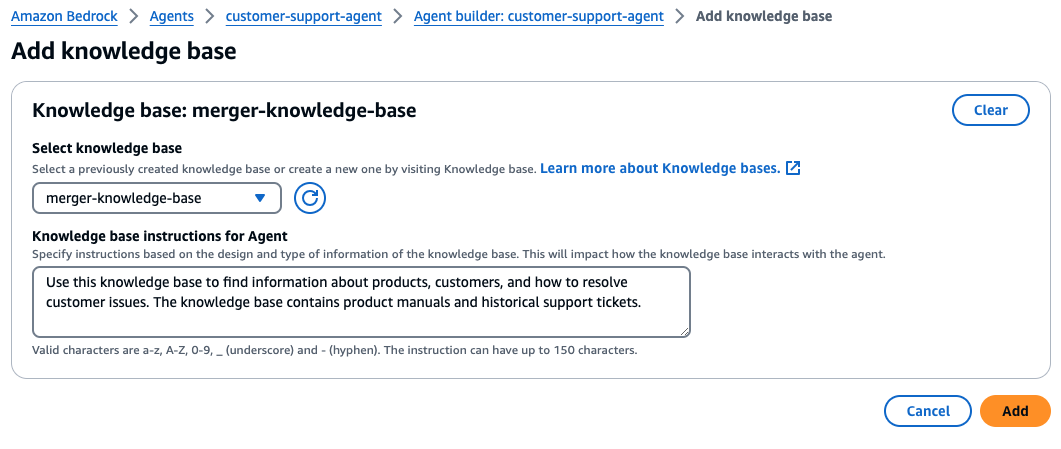 Amazon Bedrock > Agents > customer-support-agent > Agent builder: customer-support-agent > Add knowledge base
Add knowledge base
Knowledge base: merger-knowledge-base
Clear
Select knowledge base
Select a previously created knowledge base or create a new one by visiting Knowledge base. Learn more about Knowledge bases.
merger-knowledge-base
Knowledge base instructions for Agent
Specify instructions based on the design and type of information of the knowledge base. This will impact how the knowledge base interacts with the agent.
Use this knowledge base to find information about products, customers, and how to resolve
customer issues. The knowledge base contains product manuals and historical support tickets.
Valid characters are a-z, A-Z, 0-9, _ (underscore) and - (hyphen). The instruction can have up to 150 characters.
Cancel
Add